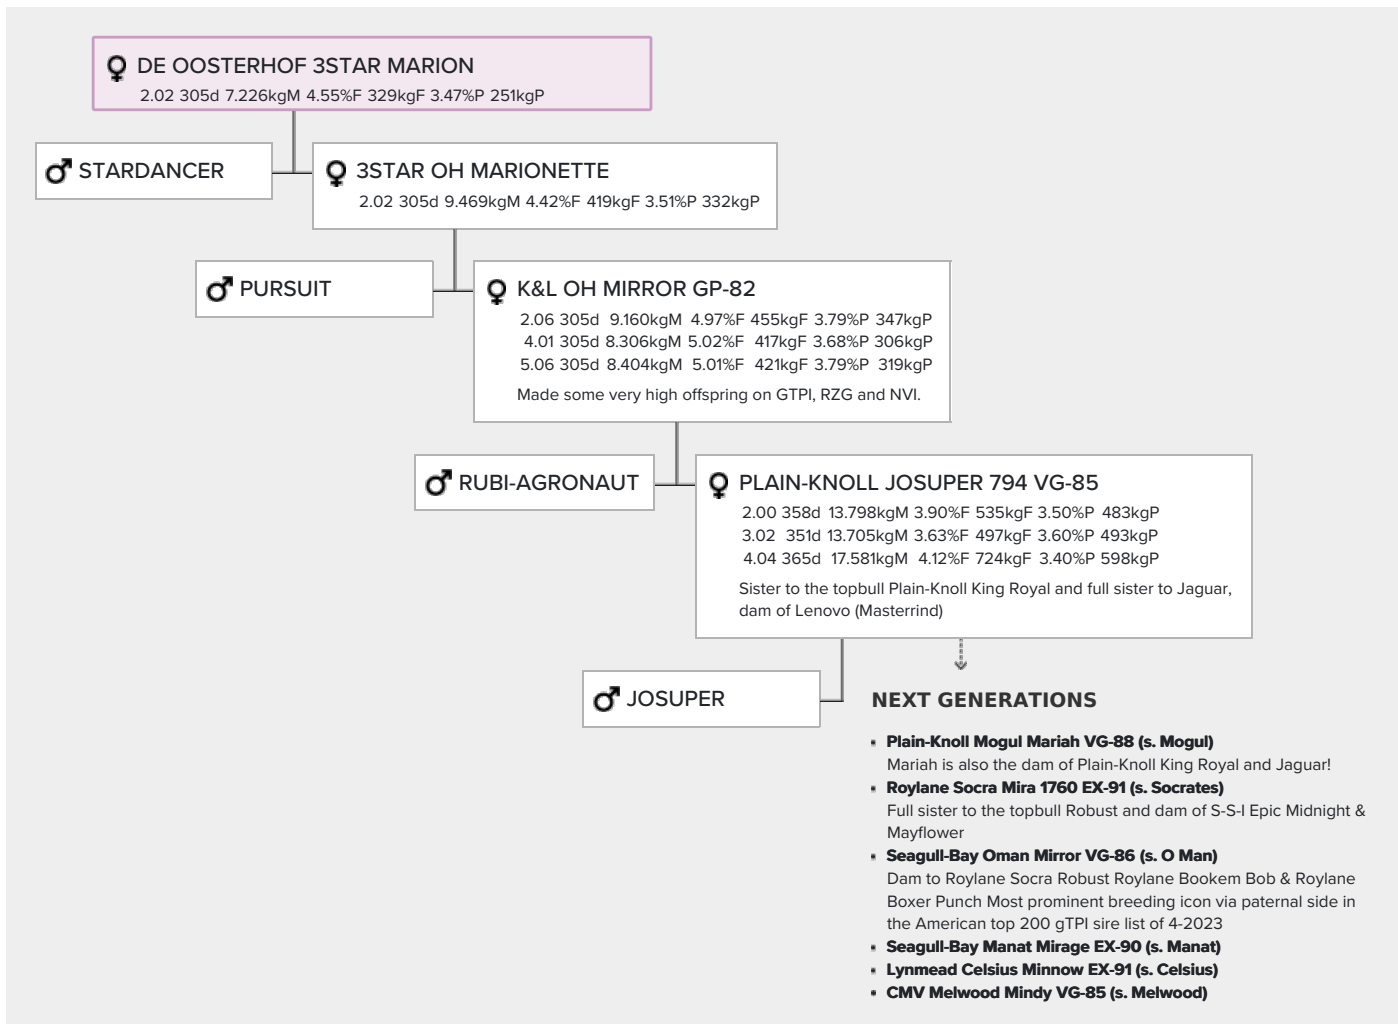 DE OOSTERHOF 3STAR MARION
2.02 305d 7.226kgM 4.55%F 329kgF 3.47%P 251kgP
STARDANCER
3STAR OH MARIONETTE
2.02 305d 9.469kgM 4.42%F 419kgF 3.51%P 332kgP
PURSUIT
K&L OH MIRROR GP-82
2.06 305d 9.160kgM 4.97%F 455kgF 3.79%P 347kgP
4.01 305d 8.306kgM 5.02%F 417kgF 3.68%P 306kgP
5.06 305d 8.404kgM 5.01%F 421kgF 3.79%P 319kgP
Made some very high offspring on GTPI, RZG and NVI.
RUBI-AGRONAUT
PLAIN-KNOLL JOSUPER 794 VG-85
2.00 358d 13.798kgM 3.90%F 535kgF 3.50%P 483kgP
3.02 351d 13.705kgM 3.63%F 497kgF 3.60%P 493kgP
4.04 365d 17.581kgM 4.12%F 724kgF 3.40%P 598kgP
Sister to the topbull Plain-Knoll King Royal and full sister to Jaguar,
dam of Lenovo (Masterrind)
JOSUPER
NEXT GENERATIONS
Plain-Knoll Mogul Mariah VG-88 (s. Mogul)
Mariah is also the dam of Plain-Knoll King Royal and Jaguar!
Roylane Socra Mira 1760 EX-91 (s. Socrates)
Full sister to the topbull Robust and dam of S-S-I Epic Midnight &
Mayflower
Seagull-Bay Oman Mirror VG-86 (s. O Man)
Dam to Roylane Socra Robust Roylane Bookem Bob & Roylane
Boxer Punch Most prominent breeding icon via paternal side in
the American top 200 gTPI sire list of 4-2023
Seagull-Bay Manat Mirage EX-90 (s. Manat)
Lynmead Celsius Minnow EX-91 (s. Celsius)
CMV Melwood Mindy VG-85 (s. Melwood)